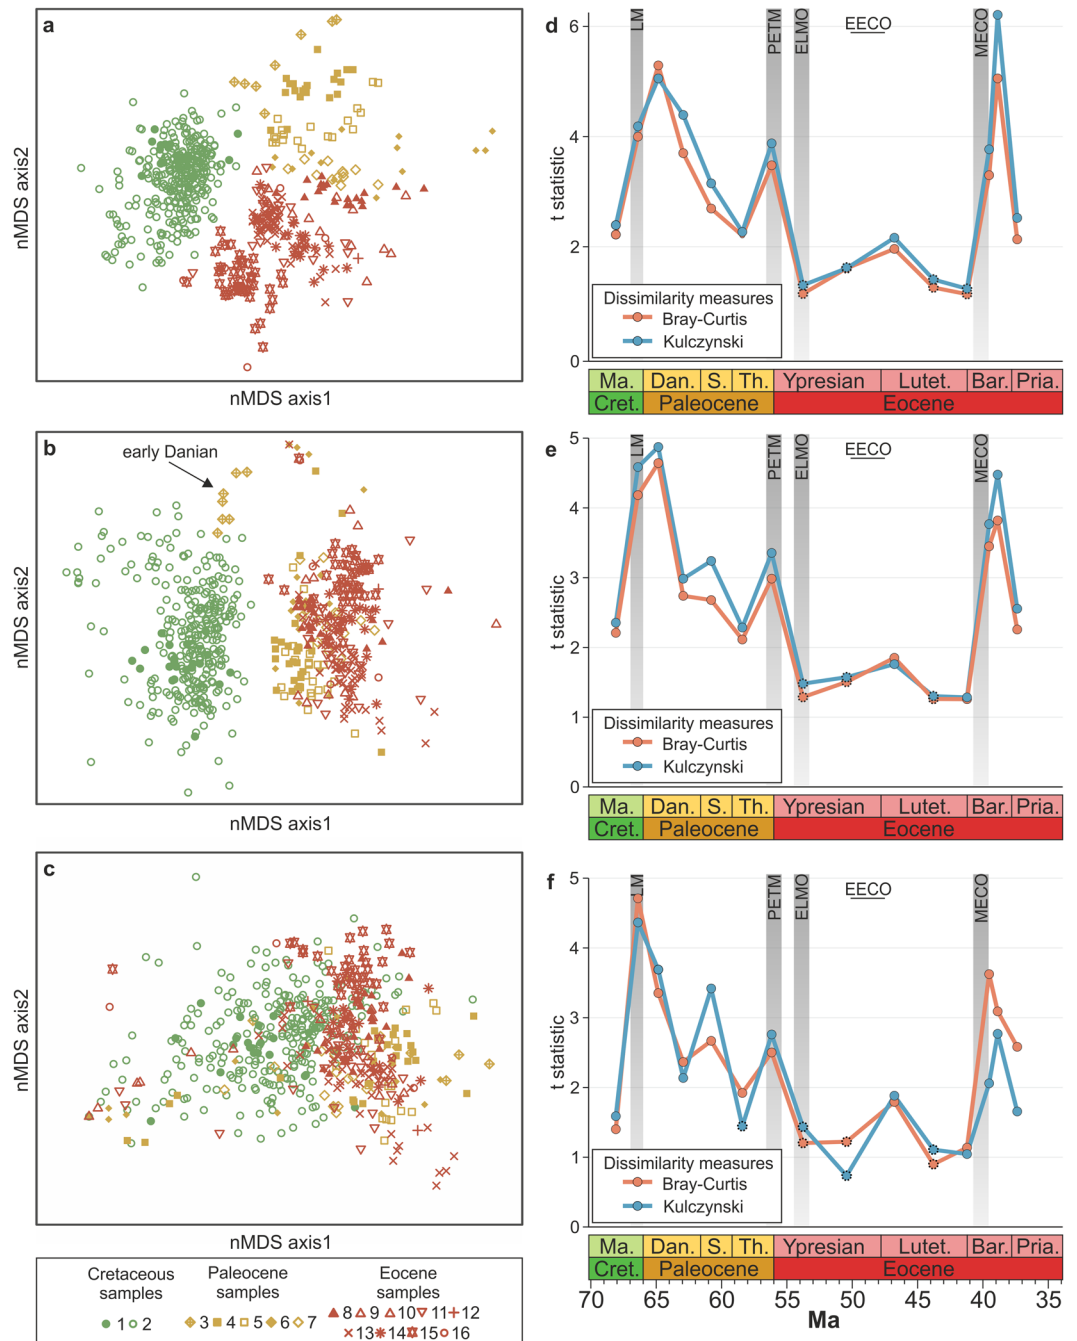 a
nMDS axis2
nMDS axis1
b
early Danian
nMDS axis2
nMDS axis1
c
nMDS axis2
nMDS axis1
Cretaceous samples
1 2
Paleocene samples
3 4 5 6 7
Eocene samples
8 9 10 11 12
13 14 15 16
d
LM
PETM
ELMO
EECO
MECO
t statistic
6
4
2
0
Dissimilarity measures
Bray-Curtis
Kulczynski
Ma. Dan. S. Th. Ypresian Lutet. Bar. Pria.
Cret. Paleocene Eocene
e
LM
PETM
ELMO
EECO
MECO
t statistic
5
4
3
2
1
0
Dissimilarity measures
Bray-Curtis
Kulczynski
Ma. Dan. S. Th. Ypresian Lutet. Bar. Pria.
Cret. Paleocene Eocene
f
LM
PETM
ELMO
EECO
MECO
t statistic
5
4
3
2
1
0
Dissimilarity measures
Bray-Curtis
Kulczynski
Ma. Dan. S. Th. Ypresian Lutet. Bar. Pria.
Cret. Paleocene Eocene
70 65 60 55 50 45 40 35
Ma